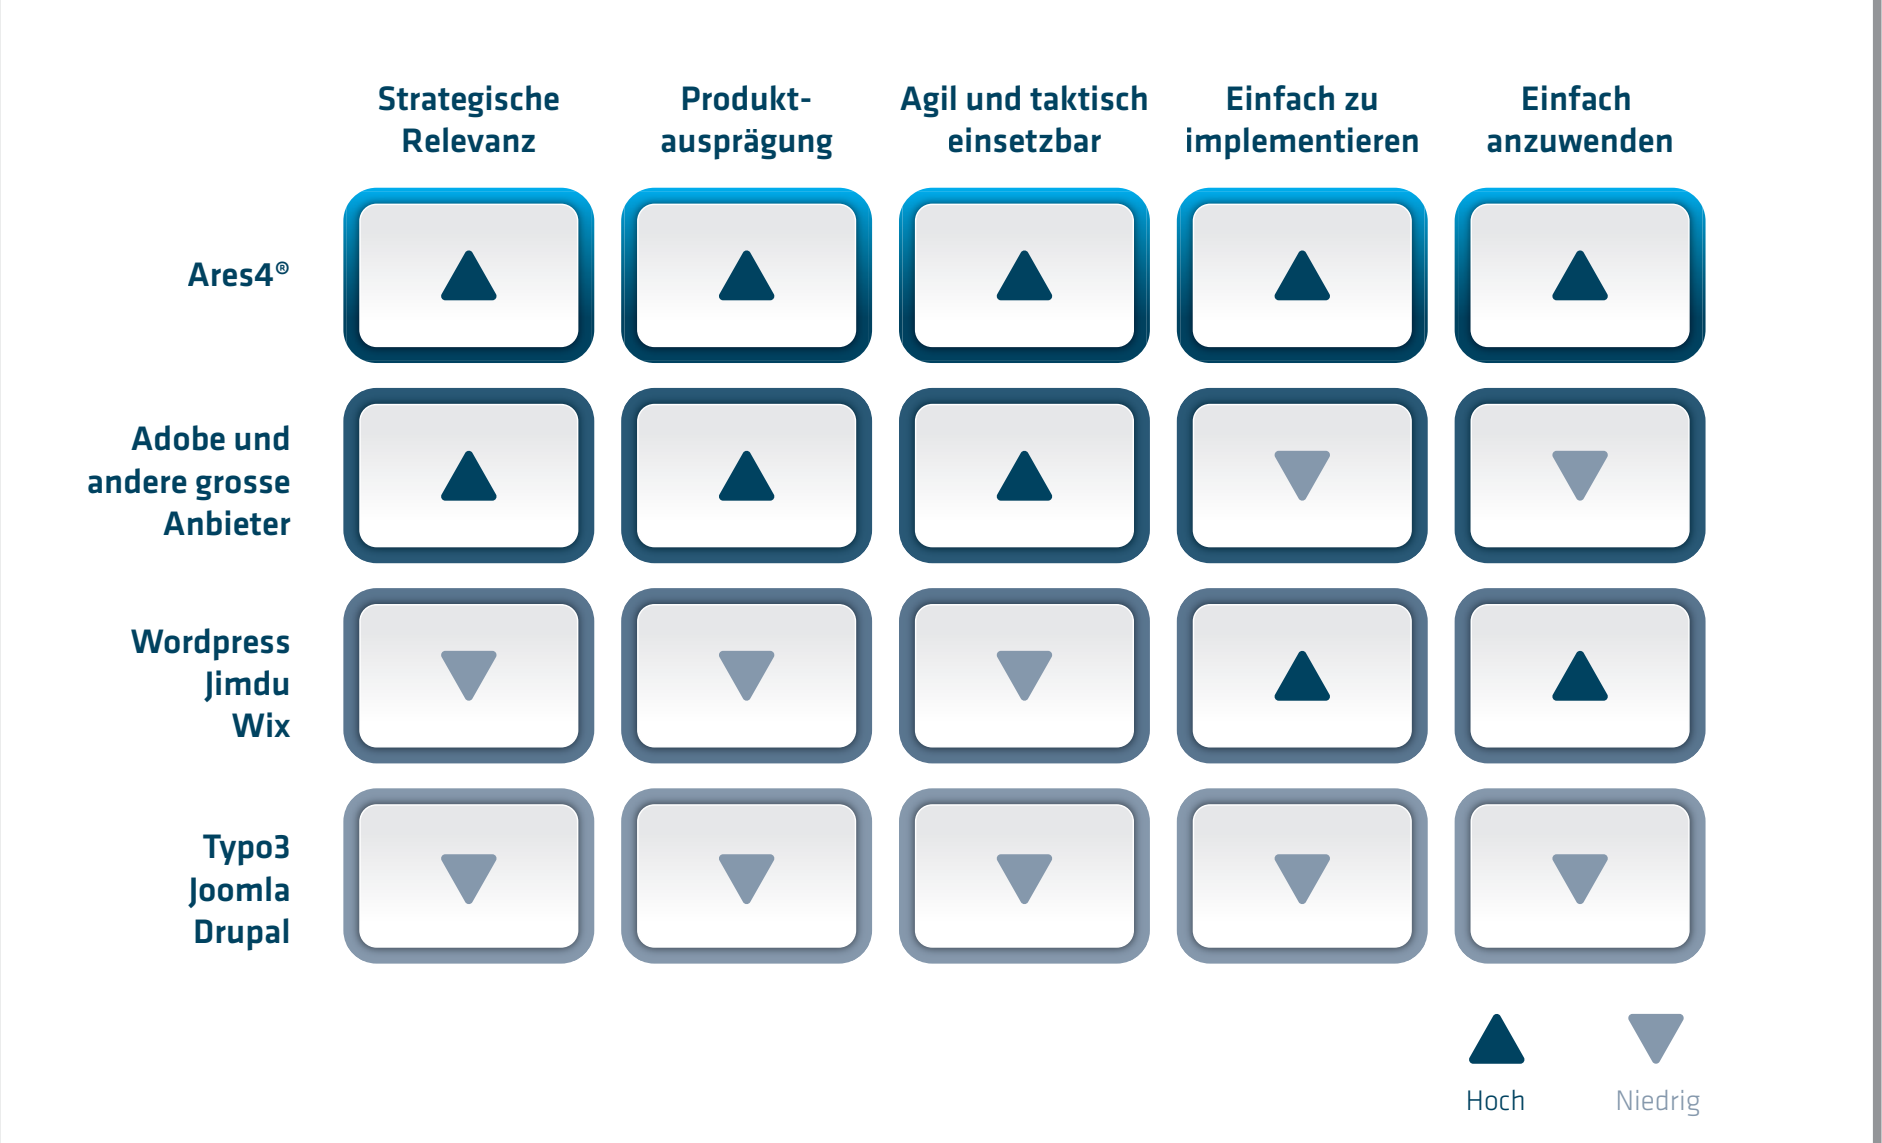 Strategische
Relevanz
Produkt-
ausprägung
Agil und taktisch
einsetzbar
Einfach zu
implementieren
Einfach
anzuwenden
Ares4®
Adobe und
andere grosse
Anbieter
Wordpress
Jimdu
Wix
Typo3
Joomla
Drupal
Hoch
Niedrig